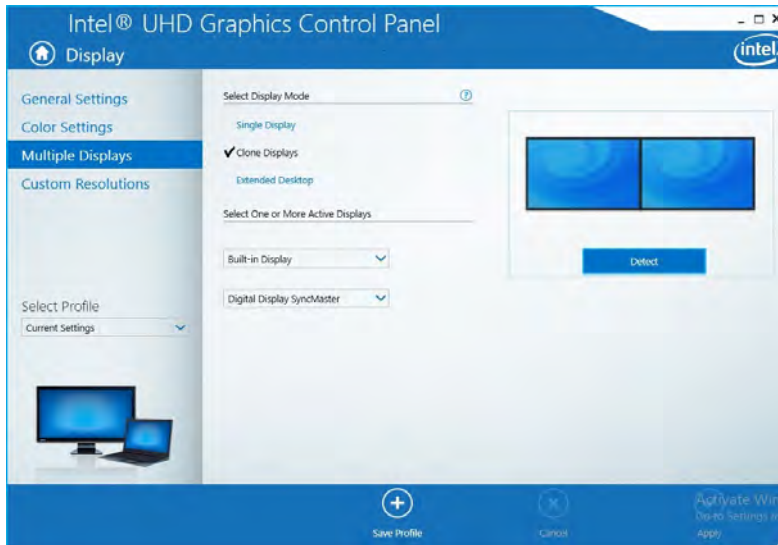 Intel® UHD Graphics Control Panel
Display
intel
General Settings
Color Settings
Multiple Displays
Custom Resolutions
Select Profile
Current Settings
Select Display Mode
?
Single Display
Clone Displays
Extended Desktop
Select One or More Active Displays
Built-in Display
Digital Display SyncMaster
Detect
Save Profile
Cancel
Activate Win
Go to Settings
Apply